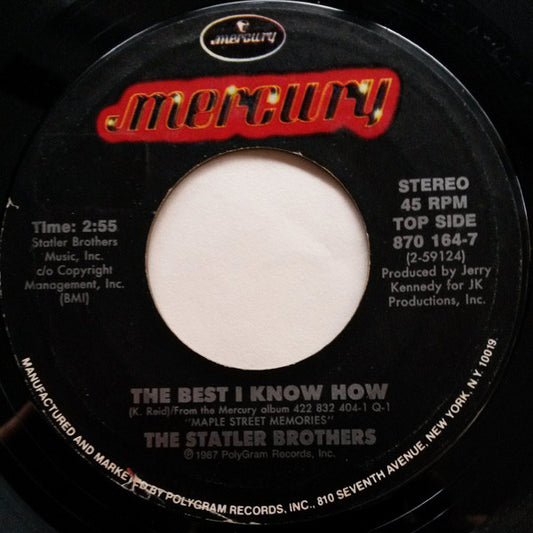 mercury
mercury
STEREO
45 RPM
TOP SIDE
870 164-7
(2-59124)
Produced by Jerry
Kennedy for JK
Productions, Inc.
Time: 2:55
Statler Brothers
Music, Inc.
c/o Copyright
Management, Inc.
(BMI)
THE BEST I KNOW HOW
(K. Reid)/From the Mercury album 422 832 404-1 Q-1
"MAPLE STREET MEMORIES"
THE STATLER BROTHERS
℗1987 PolyGram Records, Inc.
MANUFACTURED AND MARKETED BY POLYGRAM RECORDS, INC., 810 SEVENTH AVENUE, NEW YORK, N.Y. 10019